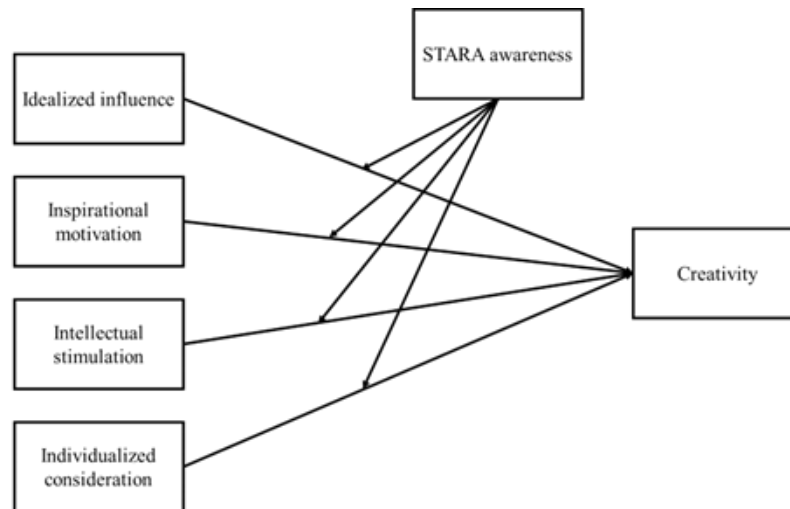 STARA awareness
Idealized influence
Inspirational
motivation
Creativity
Intellectual
stimulation
Individualized
consideration